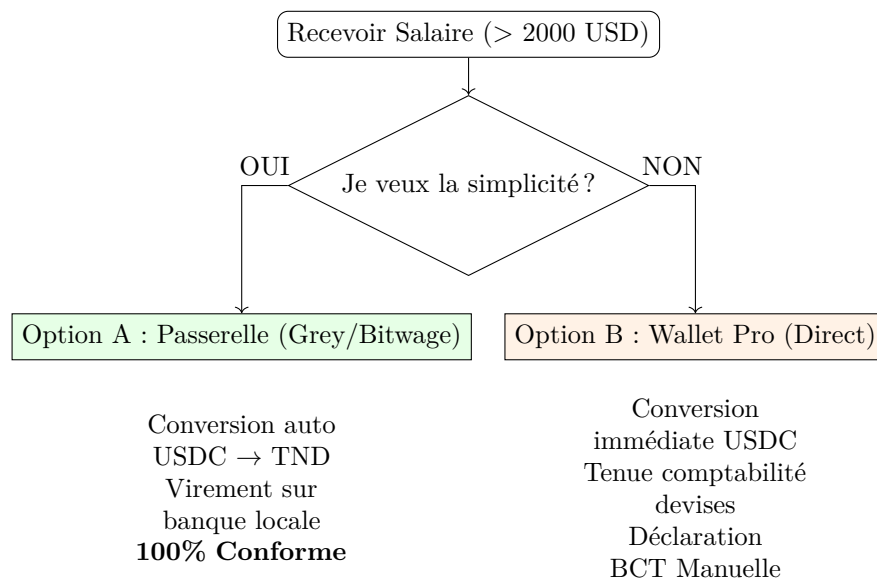 Recevoir Salaire (> 2000 USD)
OUI
NON
Je veux la simplicité ?
Option A : Passerelle (Grey/Bitwage)
Option B : Wallet Pro (Direct)
Conversion auto
USDC → TND
Virement sur
banque locale
100% Conforme
Conversion
immédiate USDC
Tenue comptabilité
devises
Déclaration
BCT Manuelle